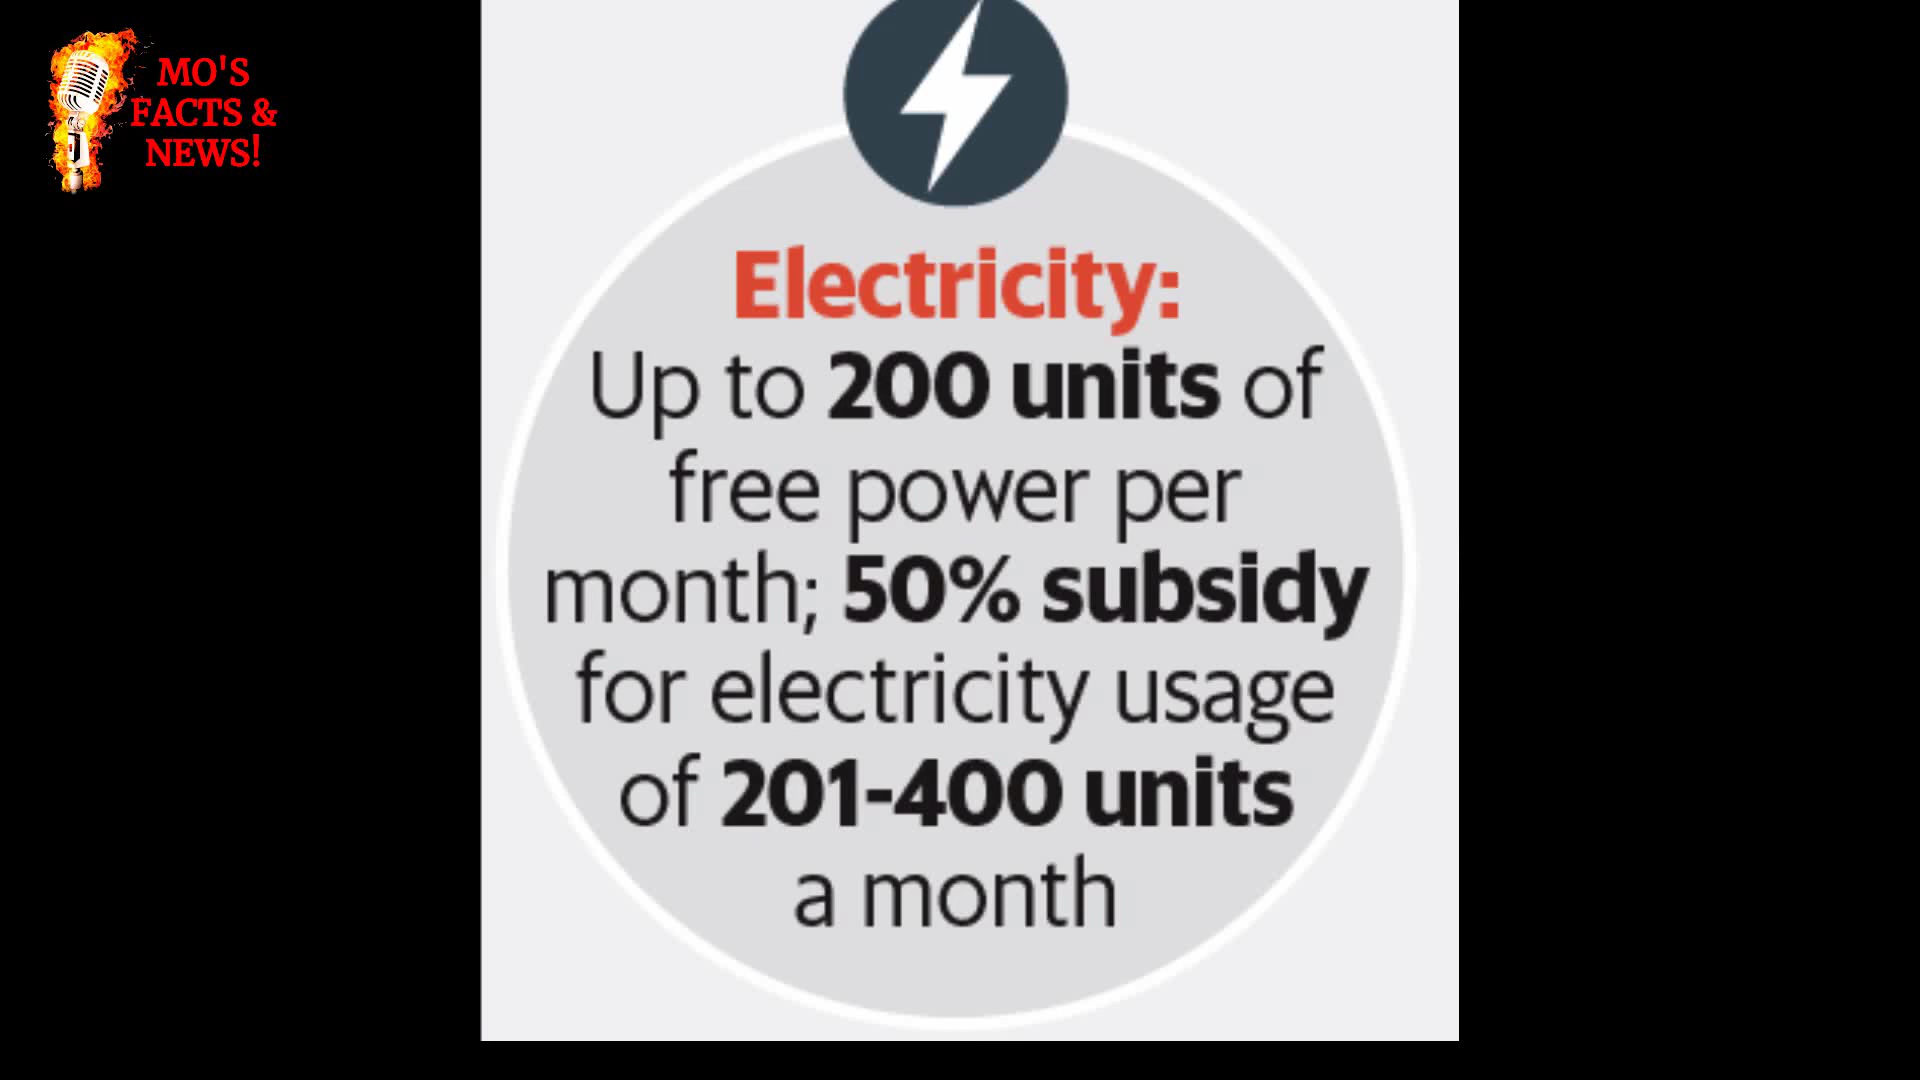 MO'S
FACTS &
NEWS!
Electricity:
Up to 200 units of
free power per
month; 50% subsidy
for electricity usage
of 201-400 units
a month